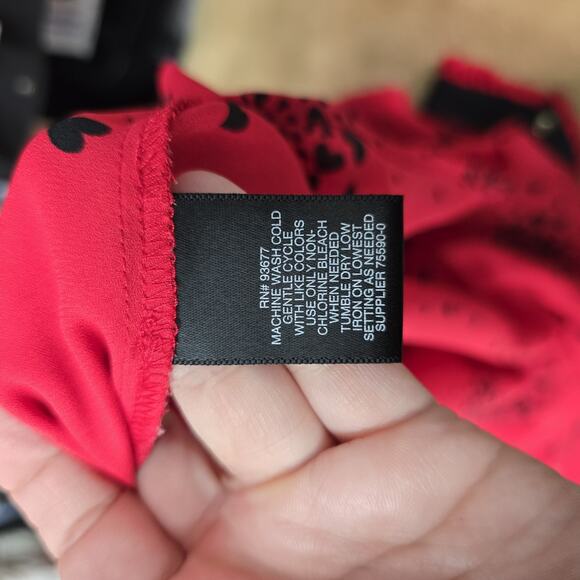 RN# 93677
MACHINE WASH COLD
GENTLE CYCLE
WITH LIKE COLORS
USE ONLY NON-
CHLORINE BLEACH
WHEN NEEDED
TUMBLE DRY LOW
IRON ON LOWEST
SETTING AS NEEDED
SUPPLIER 75590-0